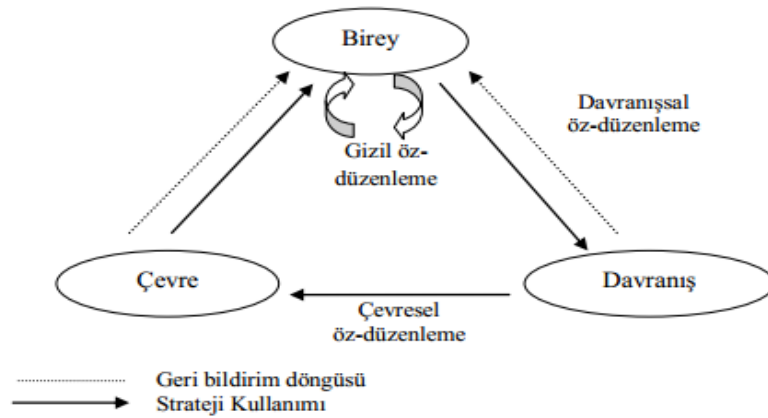 Birey
Davranışsal
öz-düzenleme
Gizil öz-
düzenleme
Çevre
Davranış
Çevresel
öz-düzenleme
Geri bildirim döngüsü
Strateji Kullanımı